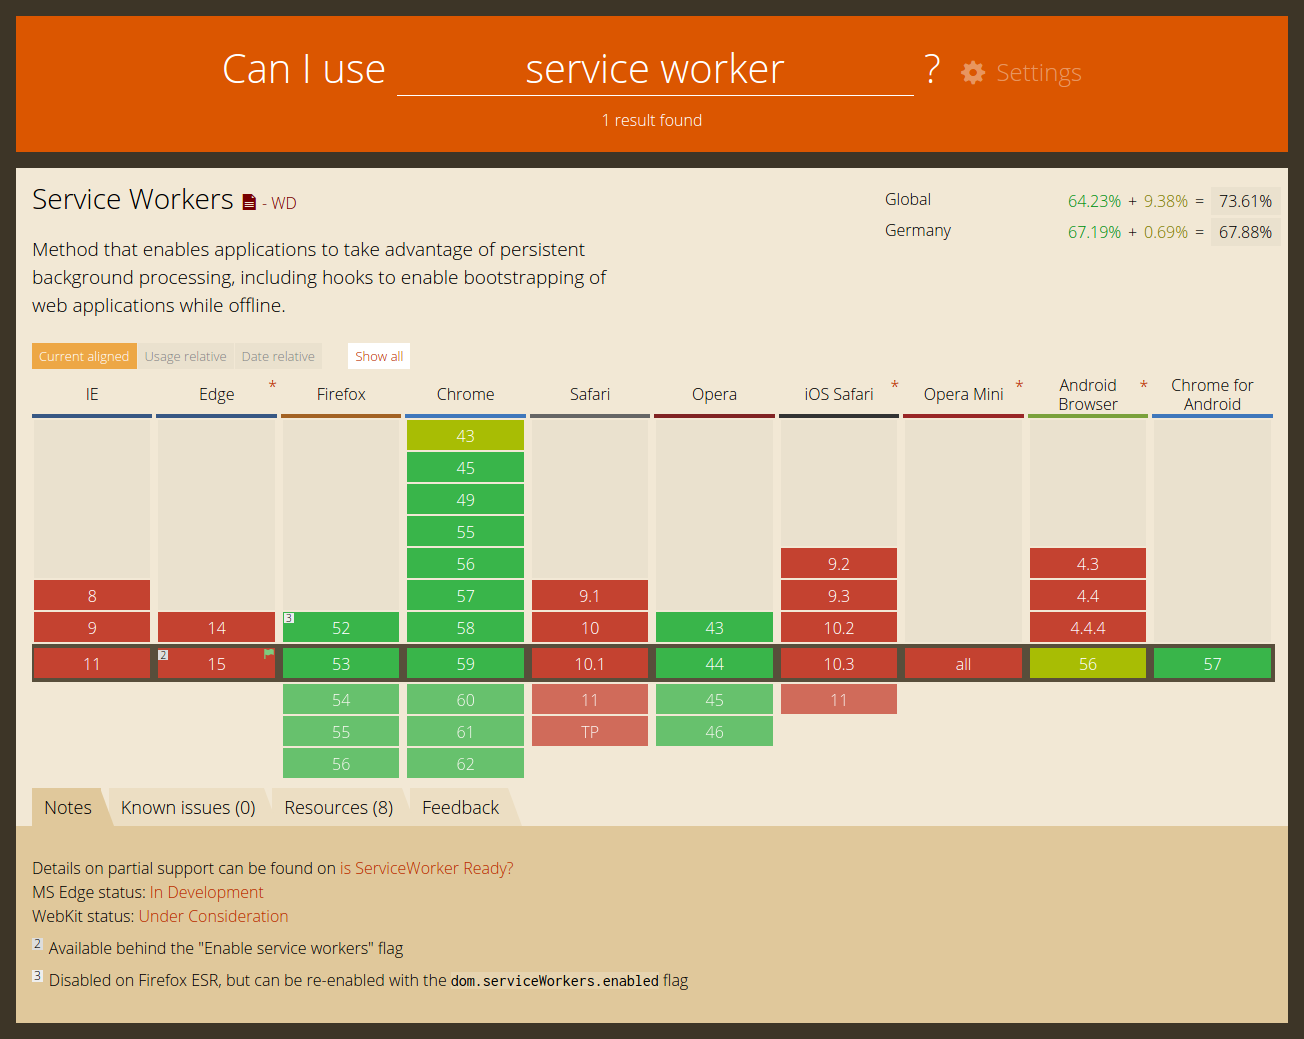 Can I use service worker ? Settings
1 result found
Service Workers - WD
Global 64.23% + 9.38% = 73.61%
Germany 67.19% + 0.69% = 67.88%
Method that enables applications to take advantage of persistent
background processing, including hooks to enable bootstrapping of
web applications while offline.
Current aligned Usage relative Date relative Show all
IE Edge * Firefox Chrome Safari Opera iOS Safari * Opera Mini * Android Browser * Chrome for Android
43
45
49
55
56 9.2 4.3
8 57 9.1 9.3 4.4
9 14 3 52 58 10 43 10.2 4.4.4
11 2 15 53 59 10.1 44 10.3 all 56 57
54 60 11 45 11
55 61 TP 46
56 62
Notes Known issues (0) Resources (8) Feedback
Details on partial support can be found on is ServiceWorker Ready?
MS Edge status: In Development
WebKit status: Under Consideration
2 Available behind the "Enable service workers" flag
3 Disabled on Firefox ESR, but can be re-enabled with the dom.serviceWorkers.enabled flag